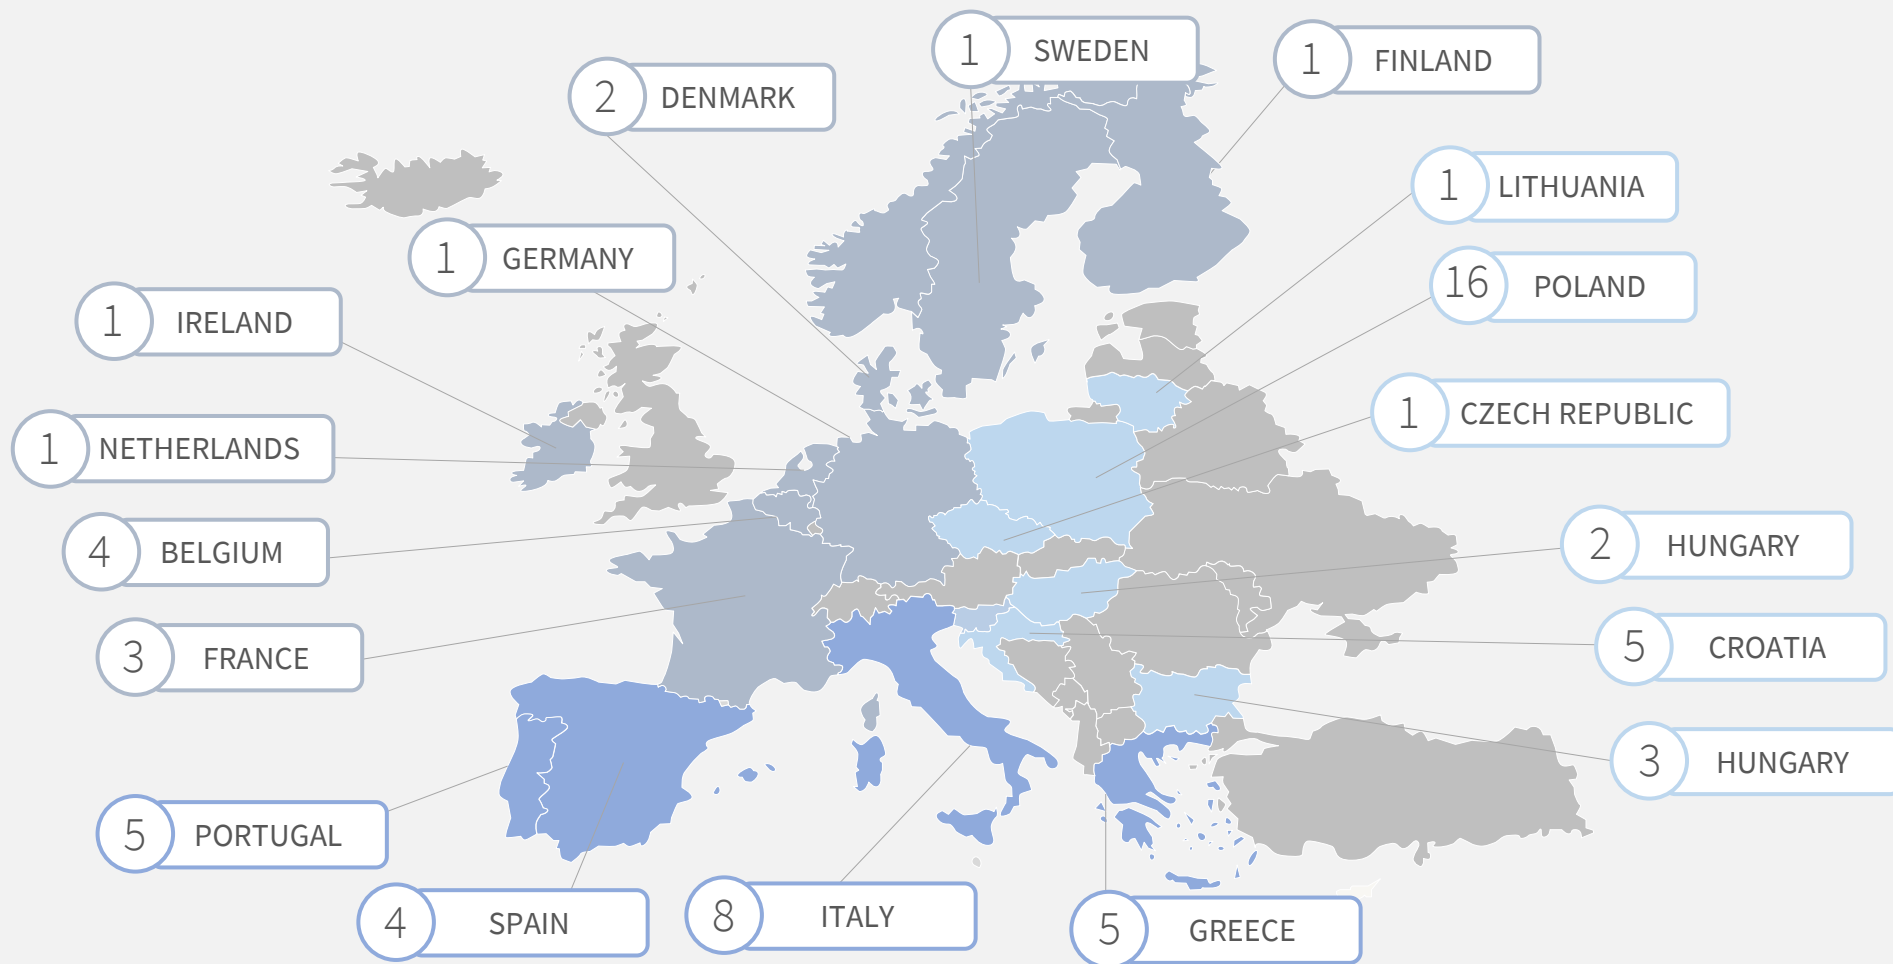 1 SWEDEN
1 FINLAND
2 DENMARK
1 LITHUANIA
1 GERMANY
16 POLAND
1 IRELAND
1 CZECH REPUBLIC
1 NETHERLANDS
2 HUNGARY
4 BELGIUM
5 CROATIA
3 FRANCE
3 HUNGARY
5 PORTUGAL
4 SPAIN
8 ITALY
5 GREECE